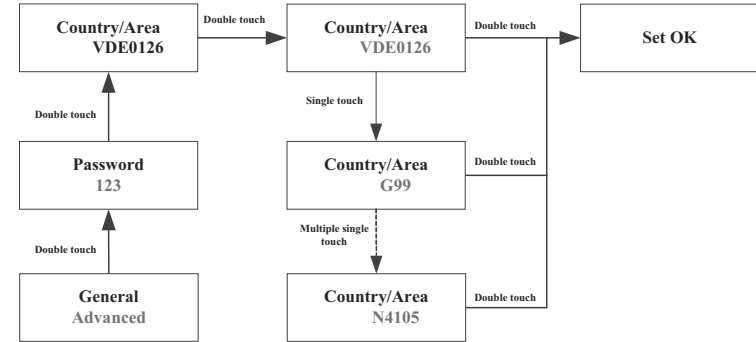 Country/Area
VDE0126
Double touch
Country/Area
VDE0126
Double touch
Set OK
Double touch
Single touch
Password
123
Country/Area
G99
Double touch
Double touch
Multiple single
touch
General
Advanced
Country/Area
N4105
Double touch